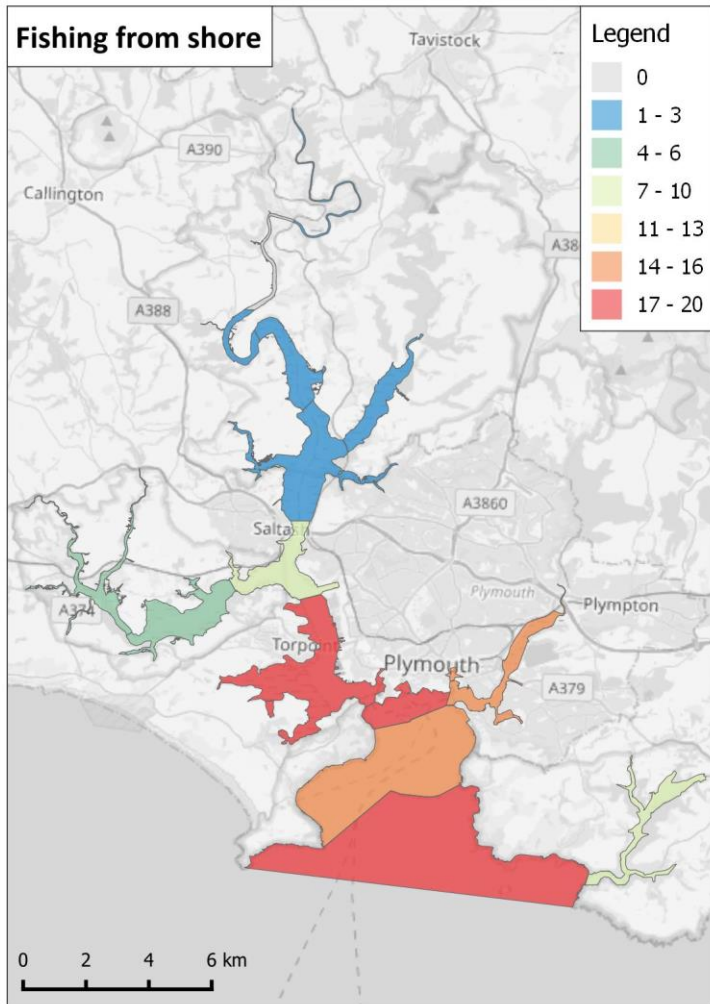 Fishing from shore
Tavistock
Legend
0
1 - 3
4 - 6
7 - 10
11 - 13
14 - 16
17 - 20
A390
Callington
A38
A388
A3860
Saltash
Plymouth
Plympton
A374
Torpoint
Plymouth
A379
0 2 4 6 km